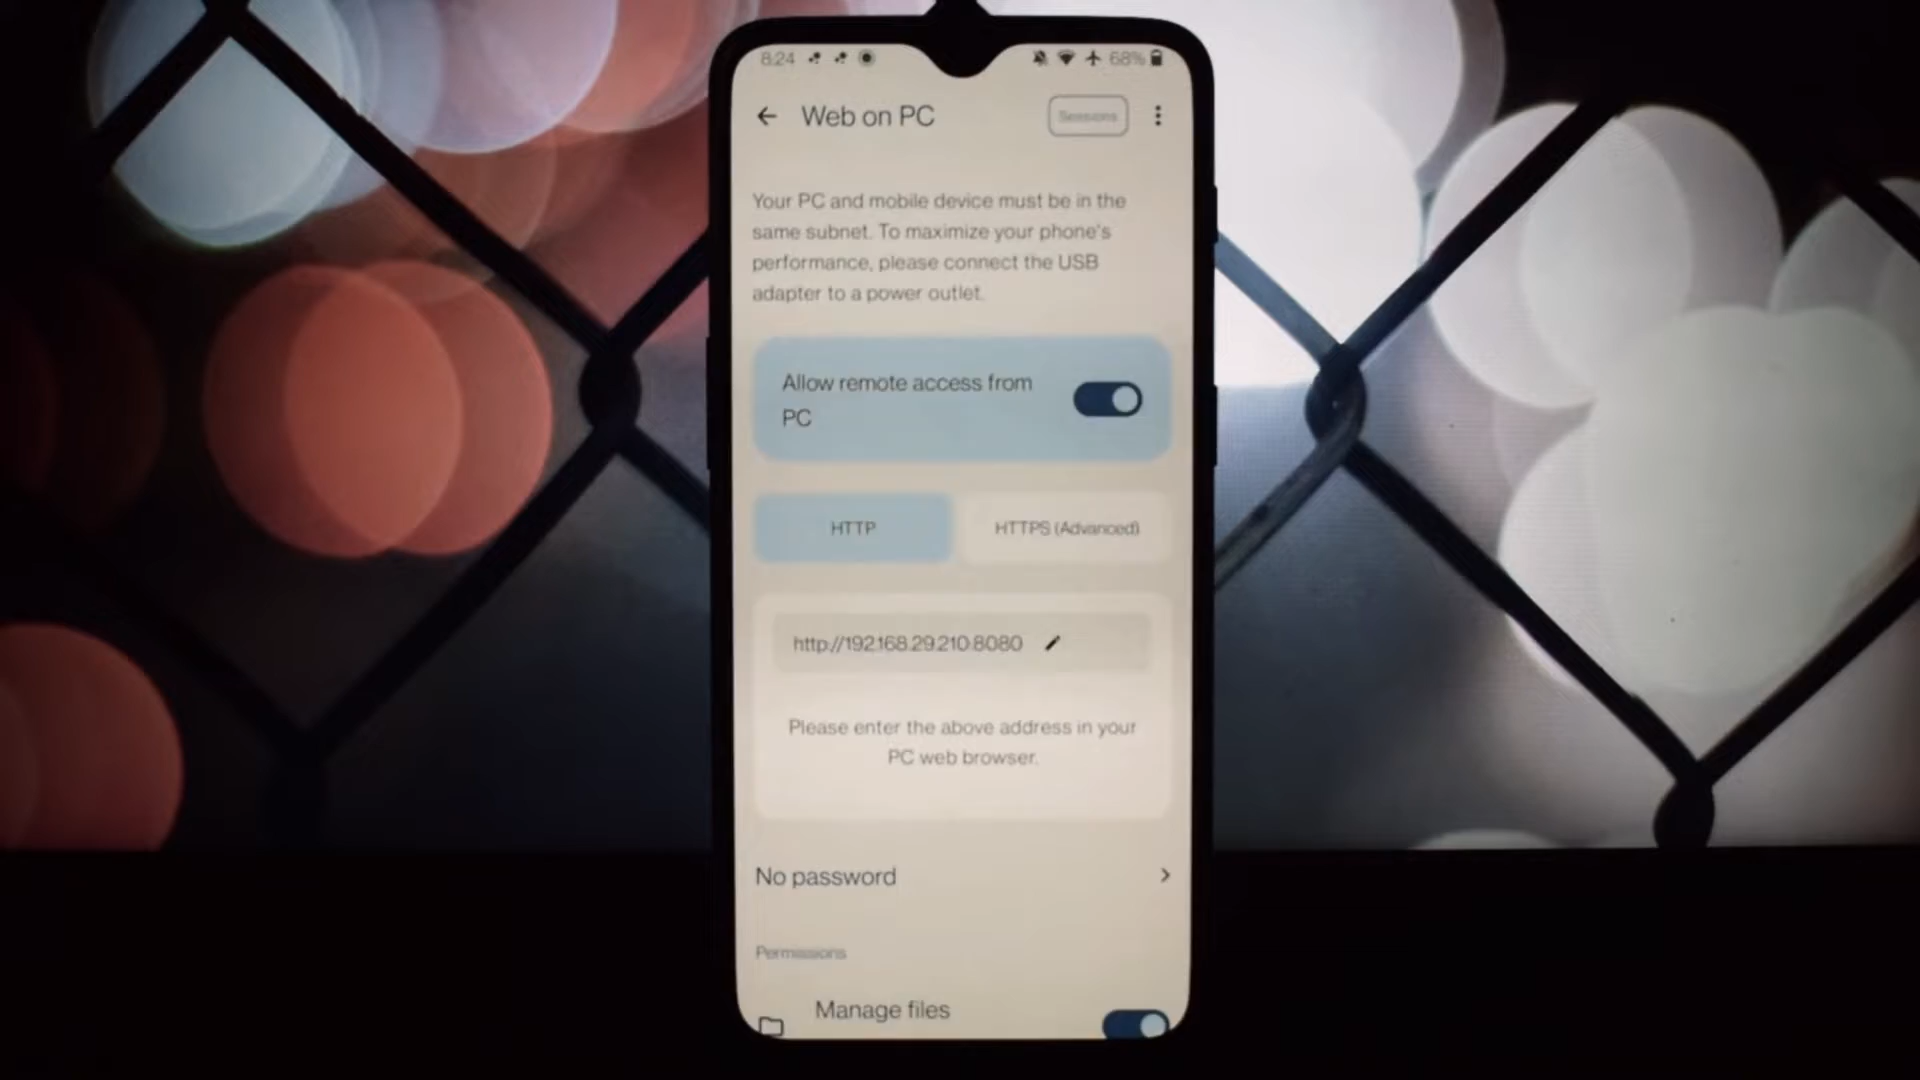 8:24
68%
Web on PC
Sessions
Your PC and mobile device must be in the
same subnet. To maximize your phone's
performance, please connect the USB
adapter to a power outlet.
Allow remote access from
PC
HTTP
HTTPS (Advanced)
http://192.168.29.210:8080
Please enter the above address in your
PC web browser.
No password
Permissions
Manage files